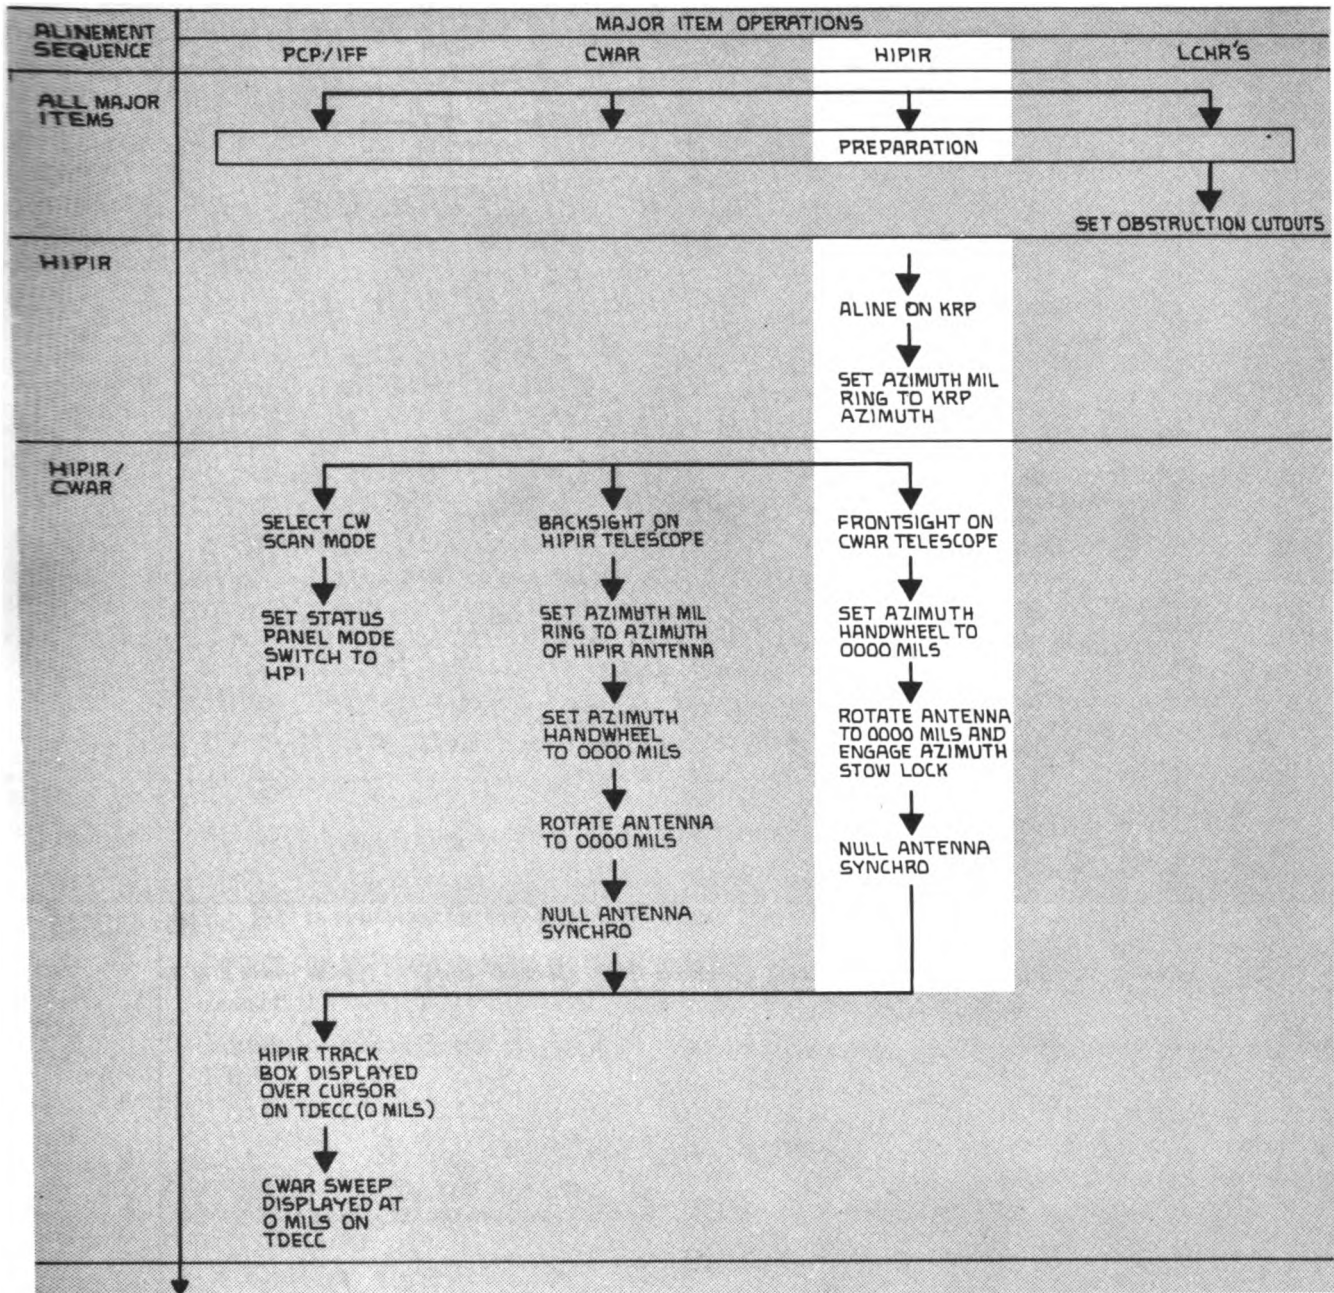 ALINEMENT
SEQUENCE
MAJOR ITEM OPERATIONS
PCP/IFF
CWAR
HIPIR
LCHR'S
ALL MAJOR
ITEMS
PREPARATION
SET OBSTRUCTION CUTOUTS
HIPIR
ALINE ON KRP
SET AZIMUTH MIL
RING TO KRP
AZIMUTH
HIPIR/
CWAR
SELECT CW
SCAN MODE
SET STATUS
PANEL MODE
SWITCH TO
HPI
BACKSIGHT ON
HIPIR TELESCOPE
SET AZIMUTH MIL
RING TO AZIMUTH
OF HIPIR ANTENNA
SET AZIMUTH
HANDWHEEL
TO 0000 MILS
ROTATE ANTENNA
TO 0000 MILS
NULL ANTENNA
SYNCHRO
FRONTSIGHT ON
CWAR TELESCOPE
SET AZIMUTH
HANDWHEEL TO
0000 MILS
ROTATE ANTENNA
TO 0000 MILS AND
ENGAGE AZIMUTH
STOW LOCK
NULL ANTENNA
SYNCHRO
HIPIR TRACK
BOX DISPLAYED
OVER CURSOR
ON TDECC (0 MILS)
CWAR SWEEP
DISPLAYED AT
0 MILS ON
TDECC